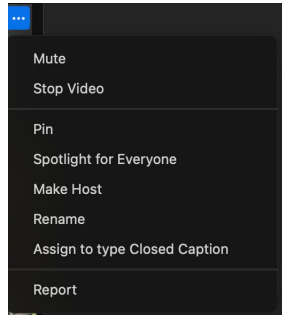 ...
Mute
Stop Video
Pin
Spotlight for Everyone
Make Host
Rename
Assign to type Closed Caption
Report